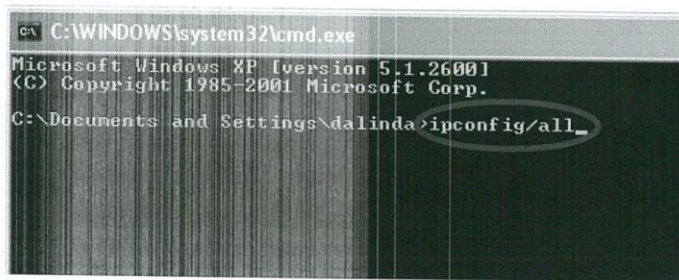 C:\WINDOWS\system32\cmd.exe
Microsoft Windows XP [version 5.1.2600]
(C) Copyright 1985-2001 Microsoft Corp.
C:\Documents and Settings\dalinda>ipconfig/all_